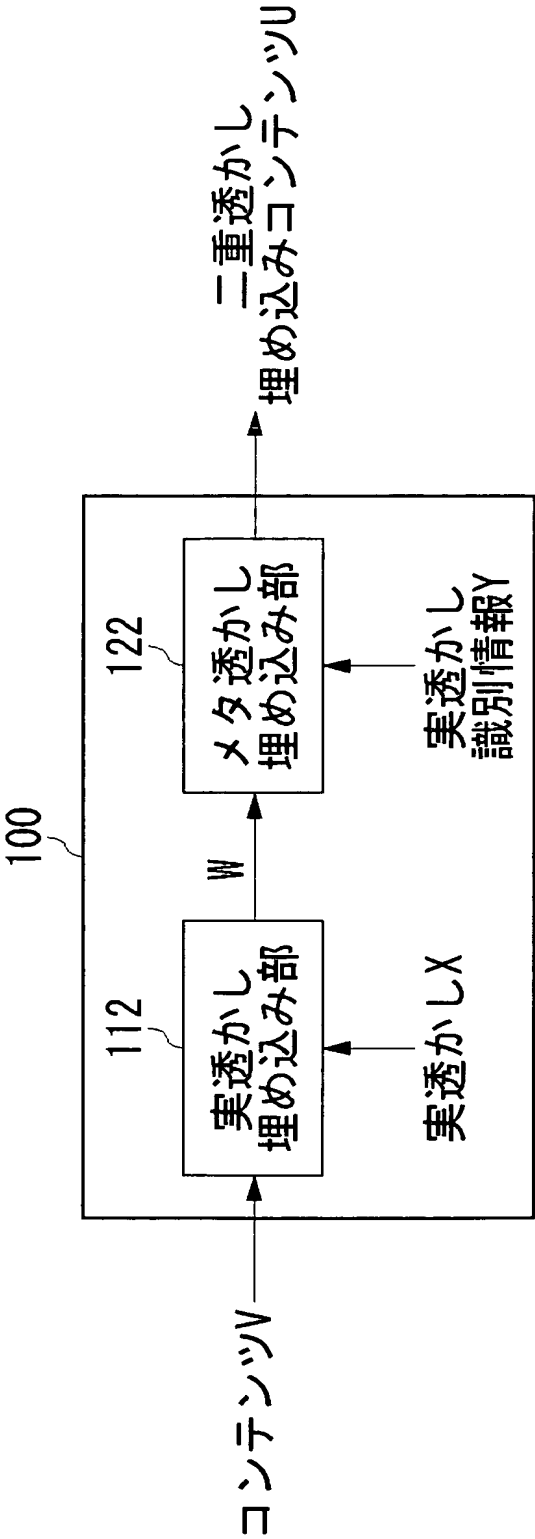 100
コンテンツV
112
実透かし
埋め込み部
実透かしX
W
122
メタ透かし
埋め込み部
実透かし
識別情報Y
二重透かし
埋め込みコンテンツU